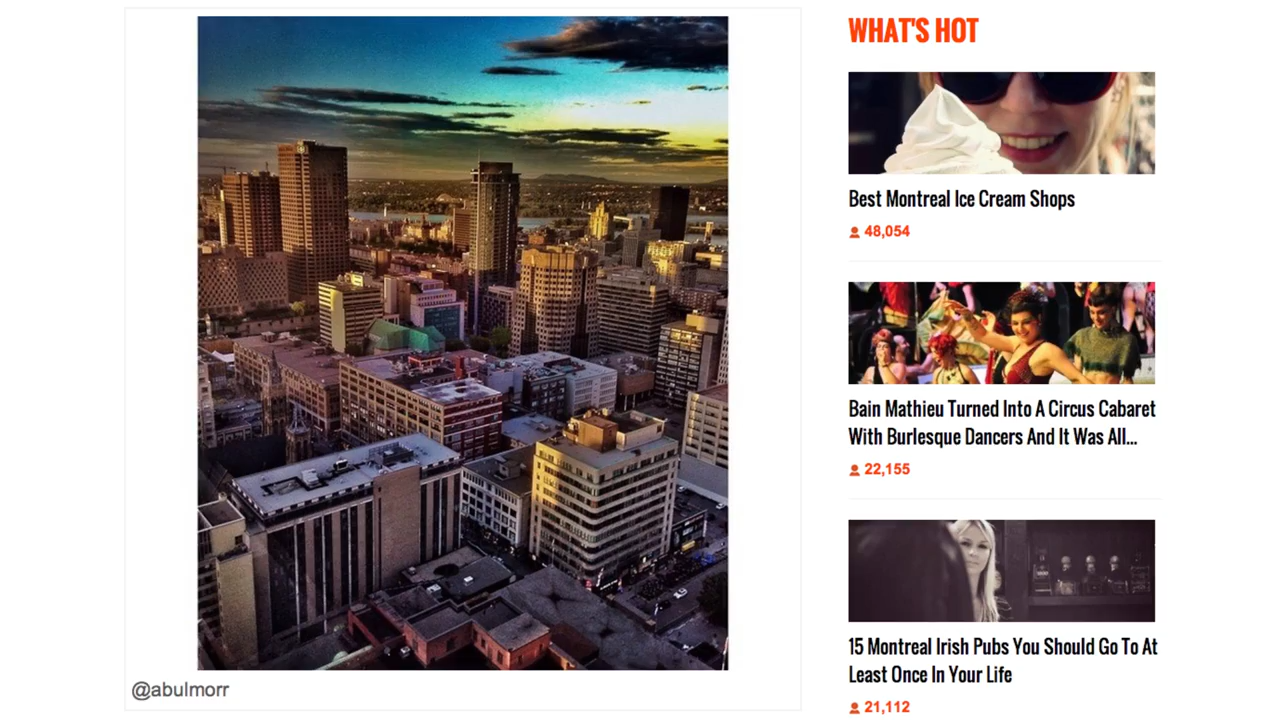 WHAT'S HOT
Best Montreal Ice Cream Shops
48,054
Bain Mathieu Turned Into A Circus Cabaret
With Burlesque Dancers And It Was All...
22,155
15 Montreal Irish Pubs You Should Go To At
Least Once In Your Life
21,112
@abulmorr